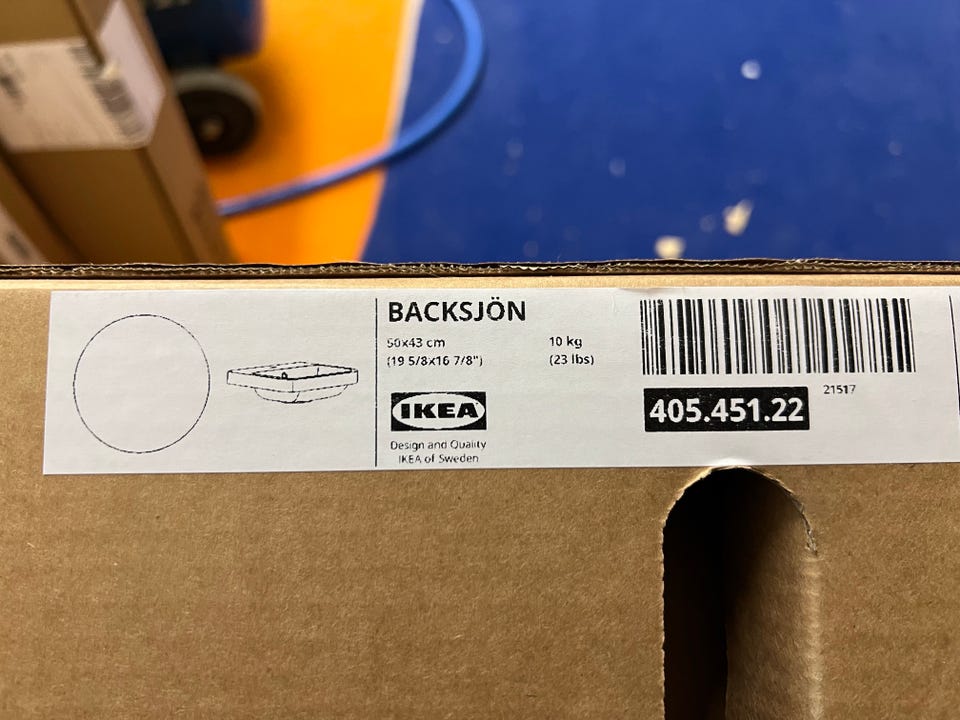 BACKSJÖN
50x43 cm
(19 5/8x16 7/8")
10 kg
(23 lbs)
IKEA
Design and Quality
IKEA of Sweden
21517
405.451.22